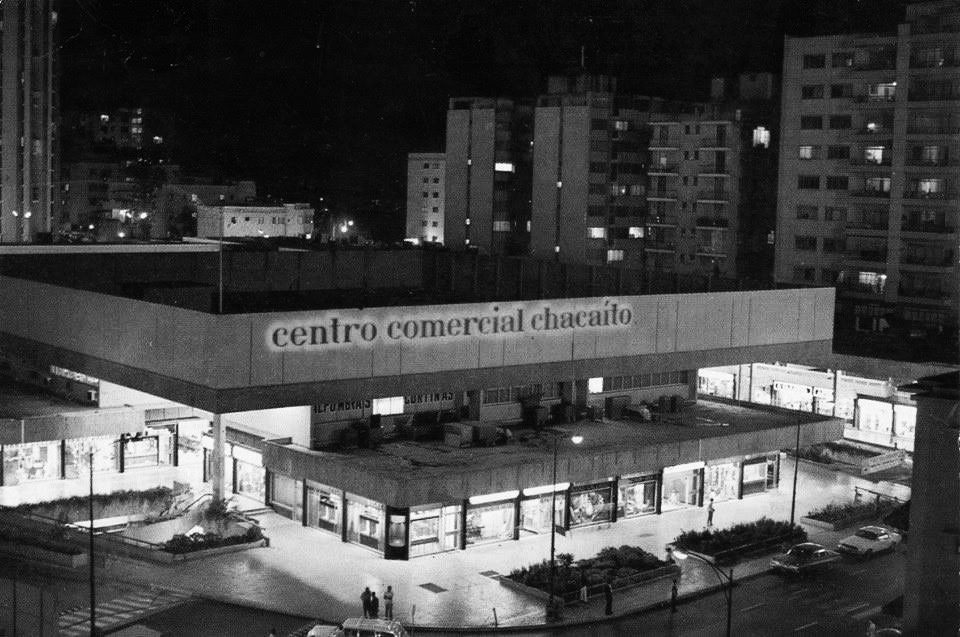 centro comercial chacaíto
ALFOMBRAS CORTINAS